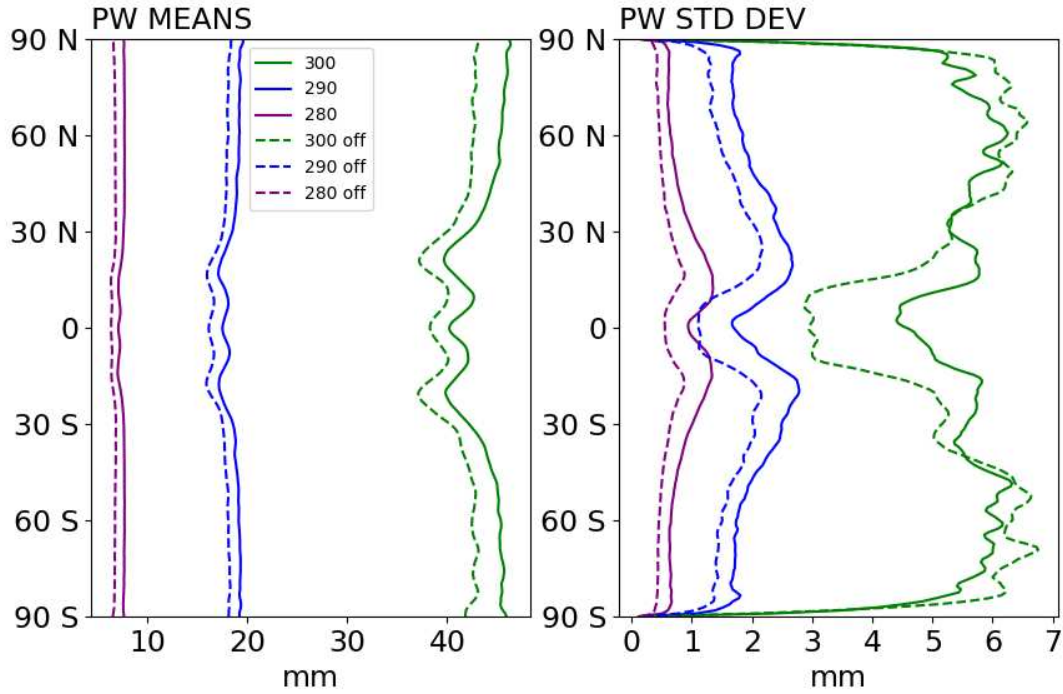 PW MEANS
90 N
60 N
30 N
0
30 S
60 S
90 S
10 20 30 40
mm
300
290
280
300 off
290 off
280 off
PW STD DEV
90 N
60 N
30 N
0
30 S
60 S
90 S
0 1 2 3 4 5 6 7
mm